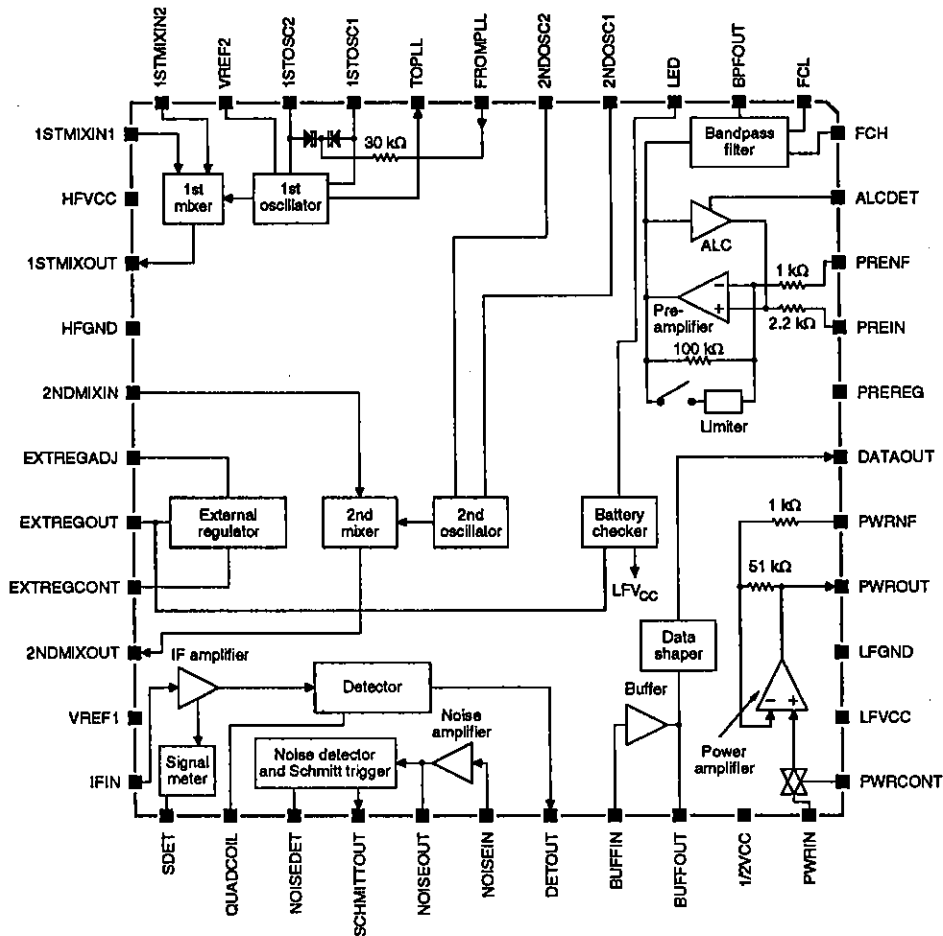 1STMIXIN2
VREF2
1STOSC2
1STOSC1
TOPLL
FROMPLL
2NDOSC2
2NDOSC1
LED
BPFOUT
FCL
1STMIXIN1
HFVCC
1STMIXOUT
HFGND
2NDMIXIN
EXTREGADJ
EXTREGOUT
EXTREGCONT
2NDMIXOUT
VREF1
IFIN
30 kΩ
1st
mixer
1st
oscillator
Bandpass
filter
ALC
1 kΩ
Pre-
amplifier
2.2 kΩ
100 kΩ
Limiter
External
regulator
2nd
mixer
2nd
oscillator
Battery
checker
LFVCC
1 kΩ
51 kΩ
IF amplifier
Detector
Data
shaper
Buffer
Noise
amplifier
Signal
meter
Noise detector
and Schmitt trigger
Power
amplifier
FCH
ALCDET
PRENF
PREIN
PREREG
DATAOUT
PWRNF
PWROUT
LFGND
LFVCC
PWRCONT
SDET
QUADCOIL
NOISEDET
SCHMITTOUT
NOISEOUT
NOISEIN
DETOUT
BUFFIN
BUFFOUT
1/2VCC
PWRIN